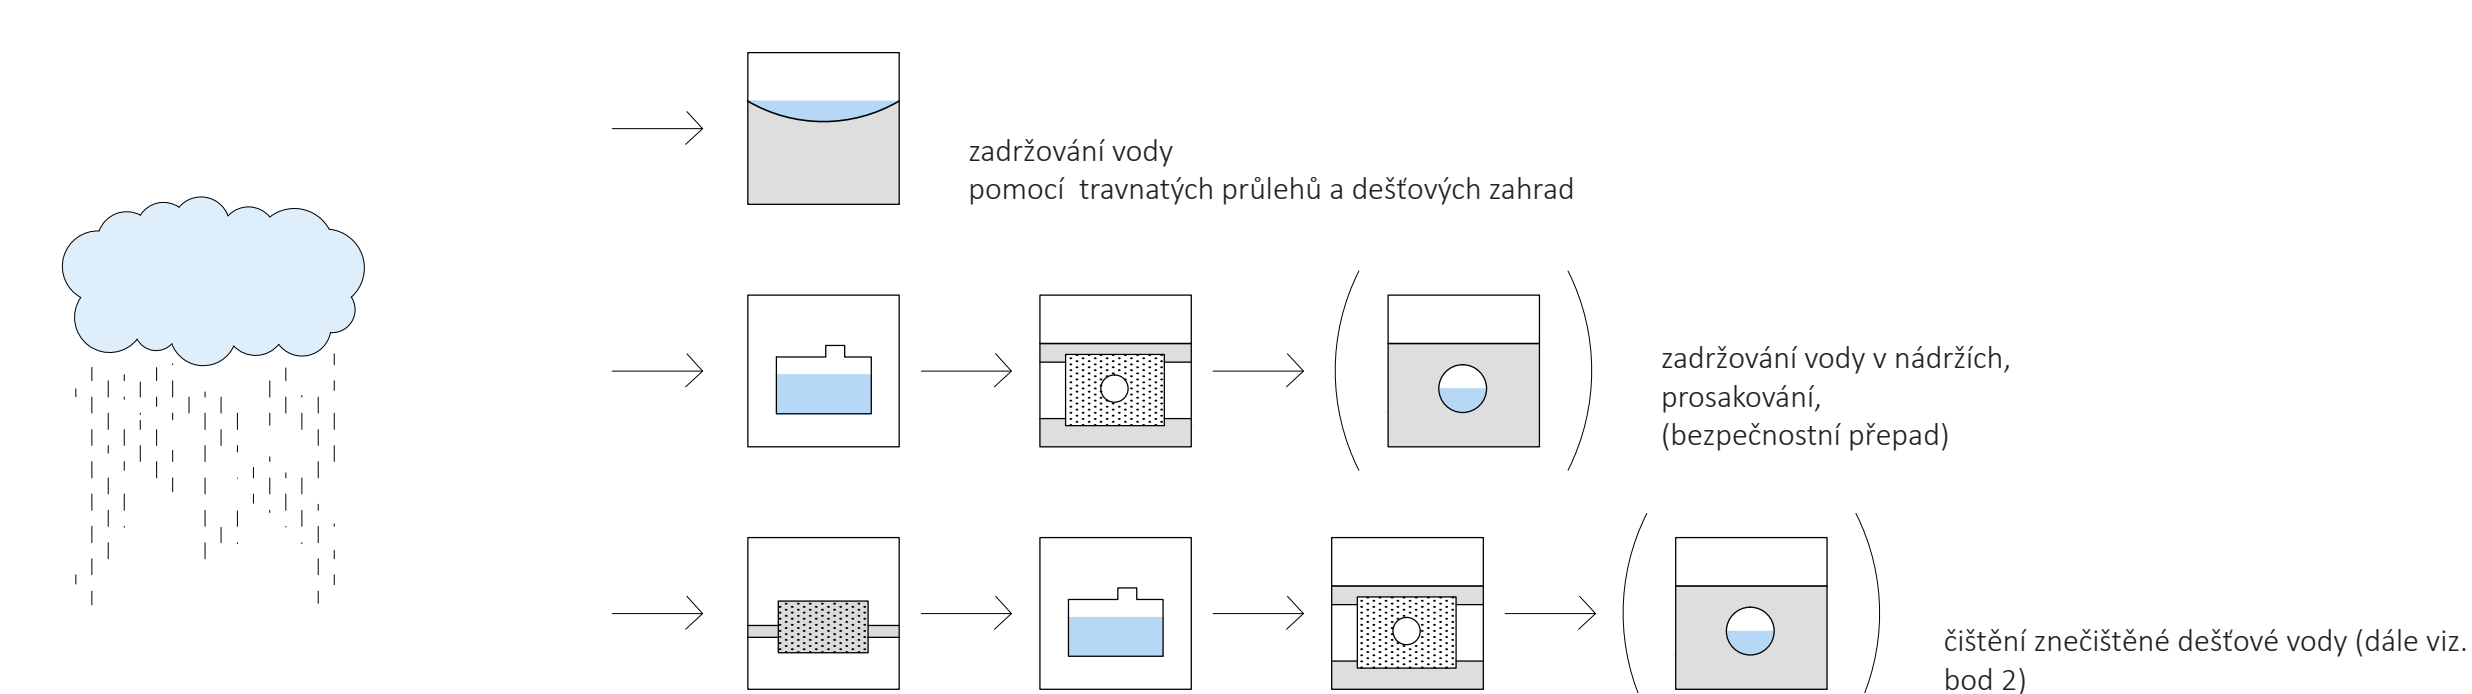 zadržování vody
pomocí  travnatých průlehů a dešťových zahrad
zadržování vody v nádržích,
prosakování,
(bezpečnostní přepad)
čištění znečištěné dešťové vody (dále viz.
bod 2)